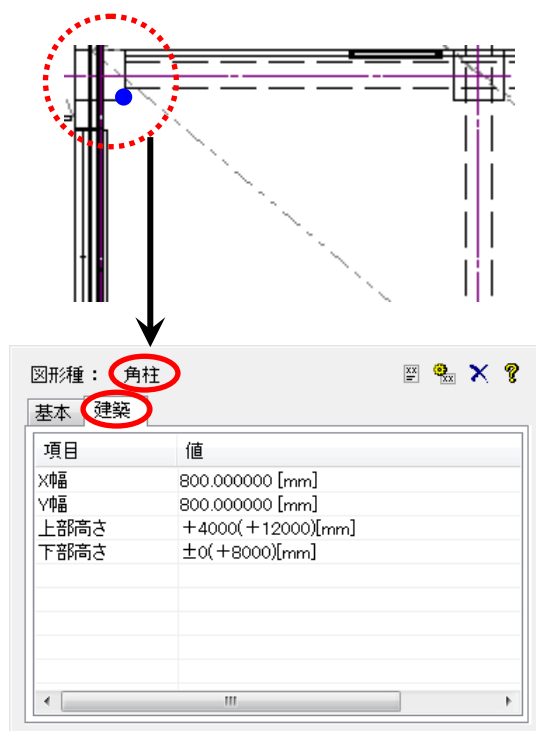 図形種： 角柱
基本 建築
項目 値
X幅 800.000000 [mm]
Y幅 800.000000 [mm]
上部高さ +4000(+12000)[mm]
下部高さ ±0(+8000)[mm]